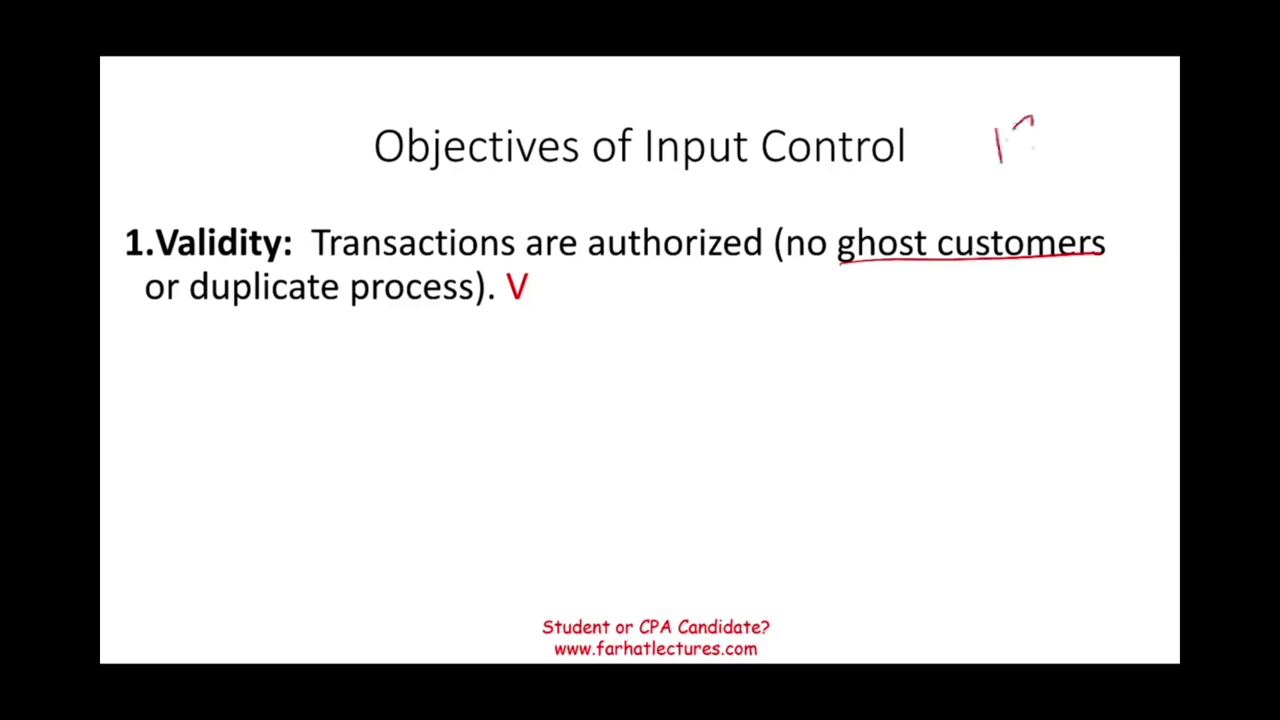 Objectives of Input Control
1.Validity: Transactions are authorized (no ghost customers
or duplicate process). V
Student or CPA Candidate?
www.farhatlectures.com